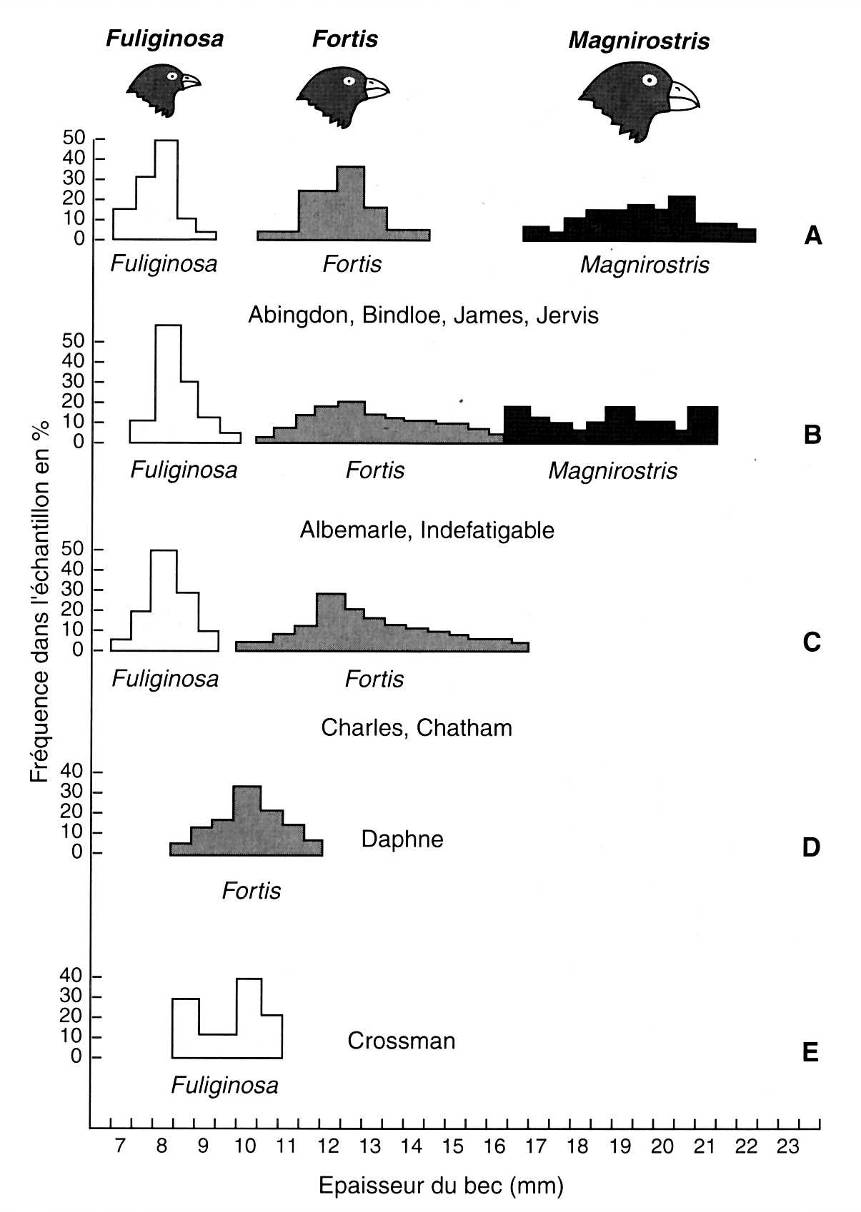 Fuliginosa Fortis Magnirostris
50
40
30
20
10
0
A
Fuliginosa Fortis Magnirostris
Abingdon, Bindloe, James, Jervis
50
40
30
20
10
0
B
Fuliginosa Fortis Magnirostris
Albemarle, Indefatigable
50
40
30
20
10
0
C
Fuliginosa Fortis
Charles, Chatham
40
30
20
10
0
Daphne
D
Fortis
40
30
20
10
0
Crossman
E
Fuliginosa
Fréquence dans l'échantillon en %
7 8 9 10 11 12 13 14 15 16 17 18 19 20 21 22 23
Epaisseur du bec (mm)